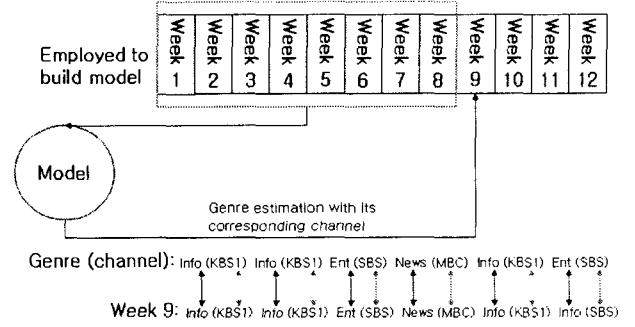 Employed to
build model
Week 1
Week 2
Week 3
Week 4
Week 5
Week 6
Week 7
Week 8
Week 9
Week 10
Week 11
Week 12
Model
Genre estimation with its
corresponding channel
Genre (channel): Info (KBS1) Info (KBS1) Ent (SBS) News (MBC) Info (KBS1) Ent (SBS)
Week 9: Info (KBS1) Info (KBS1) Ent (SBS) News (MBC) Info (KBS1) Info (SBS)